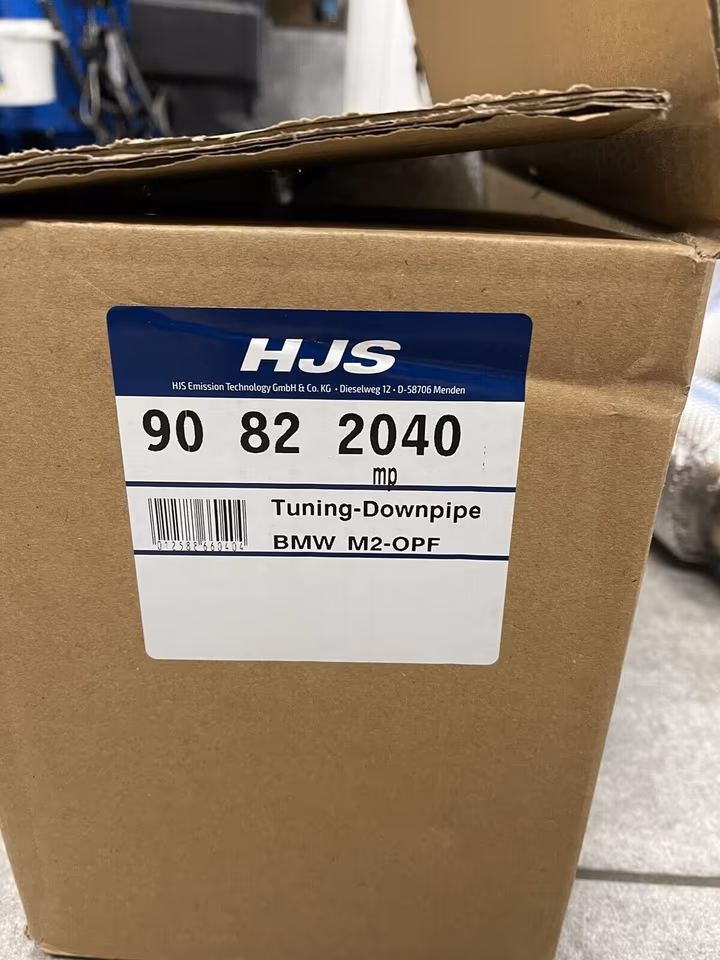 HJS
HJS Emission Technology GmbH & Co. KG • Dieselweg 12 • D-58706 Menden
90 82 2040
mp
Tuning-Downpipe
BMW M2-OPF